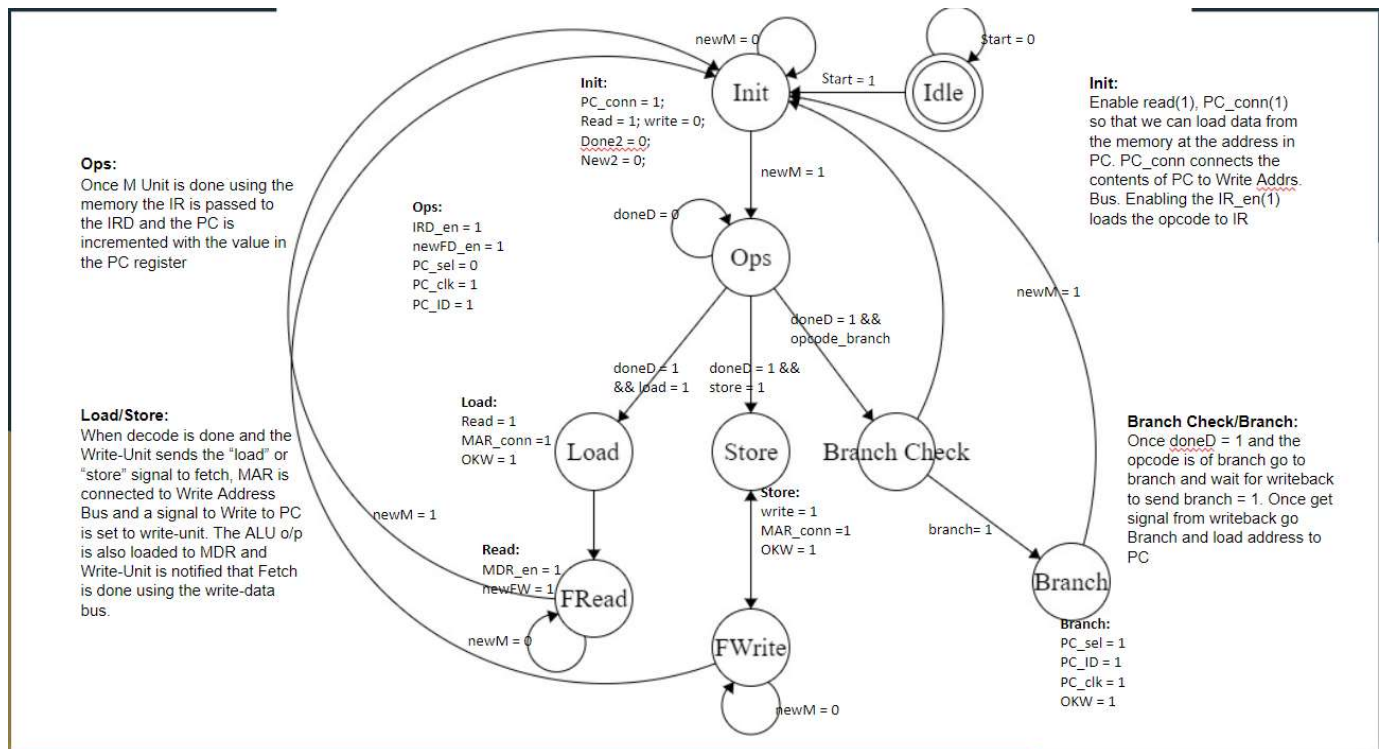 newM = 0
Start = 0
Init
Start = 1
Idle
Init:
PC_conn = 1;
Read = 1; write = 0;
Done2 = 0;
New2 = 0;
Init:
Enable read(1), PC_conn(1)
so that we can load data from
the memory at the address in
PC. PC_conn connects the
contents of PC to Write Addrs.
Bus. Enabling the IR_en(1)
loads the opcode to IR
Ops:
Once M Unit is done using the
memory the IR is passed to
the IRD and the PC is
incremented with the value in
the PC register
newM = 1
Ops:
IRD_en = 1
newFD_en = 1
PC_sel = 0
PC_clk = 1
PC_ID = 1
doneD = 0
Ops
newM = 1
doneD = 1 &&
opcode_branch
doneD = 1
&& load = 1
doneD = 1 &&
store = 1
Load/Store:
When decode is done and the
Write-Unit sends the “load” or
“store” signal to fetch, MAR is
connected to Write Address
Bus and a signal to Write to PC
is set to write-unit. The ALU o/p
is also loaded to MDR and
Write-Unit is notified that Fetch
is done using the write-data
bus.
Load:
Read = 1
MAR_conn =1
OKW = 1
Load
Store
Branch Check
Branch Check/Branch:
Once doneD = 1 and the
opcode is of branch go to
branch and wait for writeback
to send branch = 1. Once get
signal from writeback go
Branch and load address to
PC
Store:
write = 1
MAR_conn =1
OKW = 1
newM = 1
branch= 1
Read:
MDR_en = 1
newFW = 1
FRead
newM = 0
Branch
Branch:
PC_sel = 1
PC_ID = 1
PC_clk = 1
OKW = 1
FWrite
newM = 0